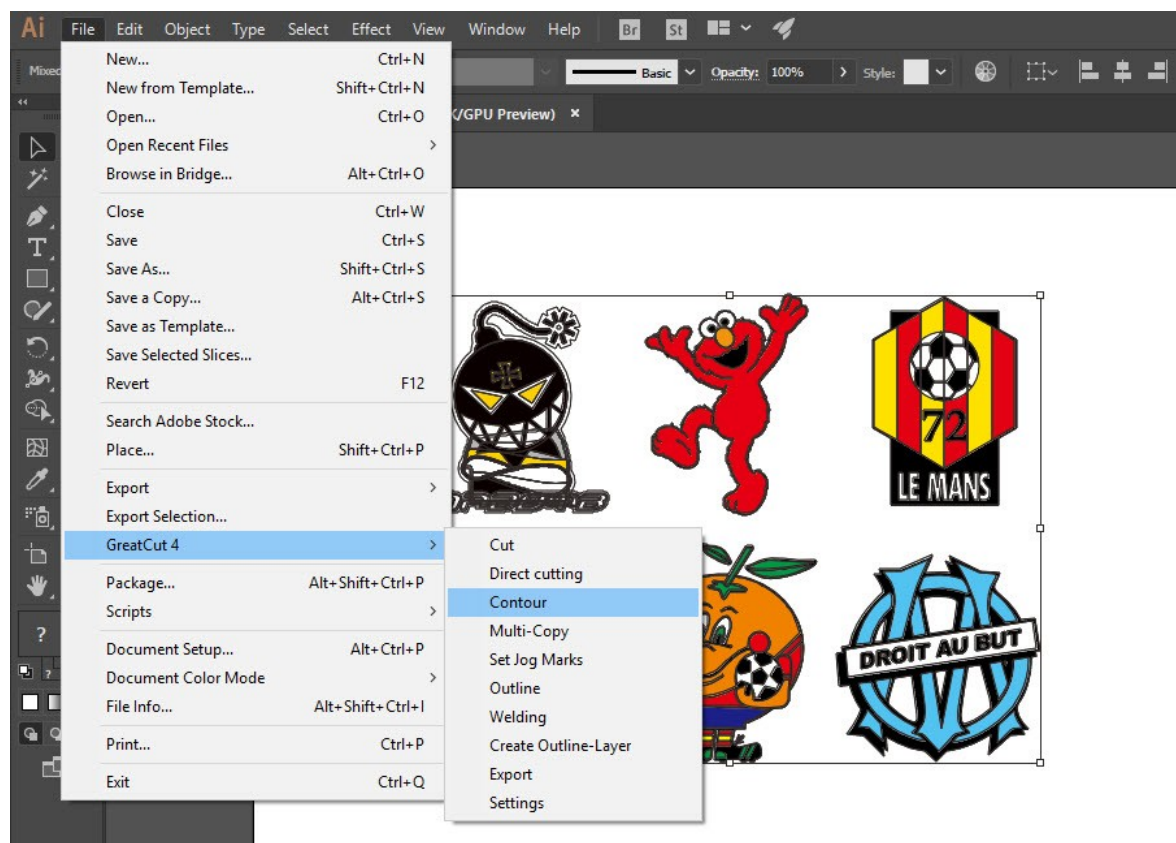 Ai File Edit Object Type Select Effect View Window Help Br St
Mixed Basic Opacity: 100% Style:
K/GPU Preview) ×
New... Ctrl+N
New from Template... Shift+Ctrl+N
Open... Ctrl+O
Open Recent Files
Browse in Bridge... Alt+Ctrl+O
Close Ctrl+W
Save Ctrl+S
Save As... Shift+Ctrl+S
Save a Copy... Alt+Ctrl+S
Save as Template...
Save Selected Slices...
Revert F12
Search Adobe Stock...
Place... Shift+Ctrl+P
Export
Export Selection...
GreatCut 4
Package... Alt+Shift+Ctrl+P
Scripts
Document Setup... Alt+Ctrl+P
Document Color Mode
File Info... Alt+Shift+Ctrl+I
Print... Ctrl+P
Exit Ctrl+Q
Cut
Direct cutting
Contour
Multi-Copy
Set Jog Marks
Outline
Welding
Create Outline-Layer
Export
Settings
72
LE MANS
DROIT AU BUT